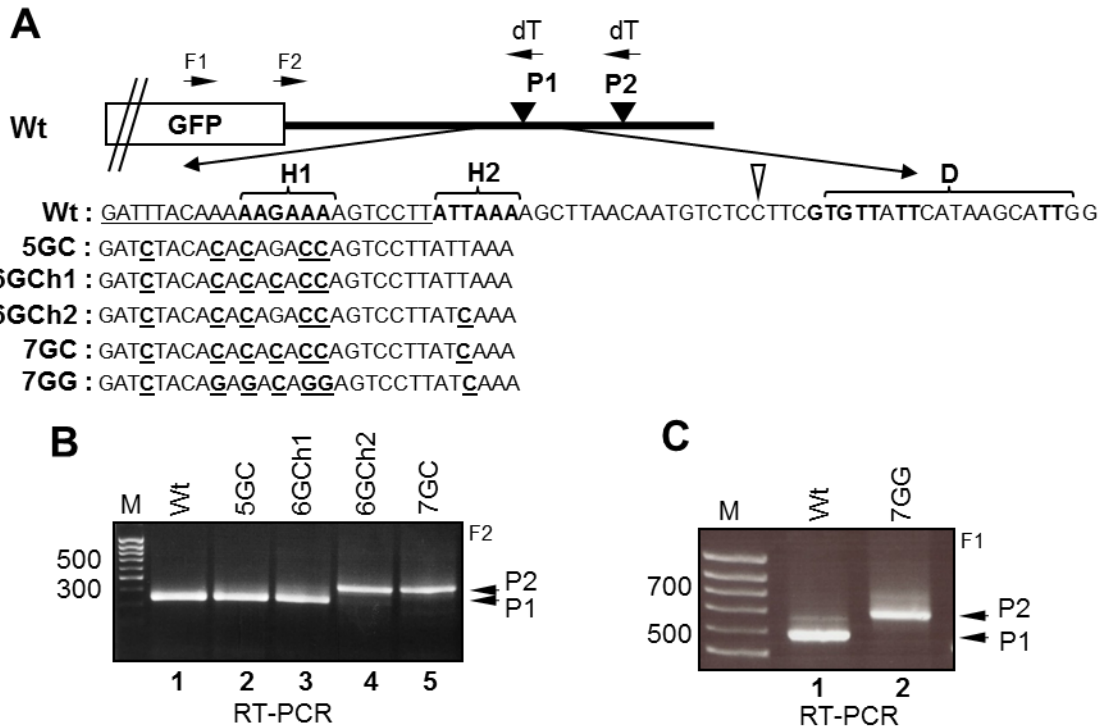 A
dT dT
F1 F2 P1 P2
Wt GFP
H1 H2 D
Wt : GATTTACAAAAAGAAAAGTCCTTATTAAAAGCTTAACAATGTCTCCTTCGTGTTATTCATAAGCATTGG
5GC : GATCTACACACAGACCAGTCCTTATTAAA
6GCh1 : GATCTACACACACACCAGTCCTTATTAAA
6GCh2 : GATCTACACACAGACCAGTCCTTATCAAA
7GC : GATCTACACACACACCAGTCCTTATCAAA
7GG : GATCTACAGAGACAGGAGTCCTTATCAAA
B
M Wt 5GC 6GCh1 6GCh2 7GC
F2
500
300
P2
P1
1 2 3 4 5
RT-PCR
C
M Wt 7GG
F1
700
500
P2
P1
1 2
RT-PCR